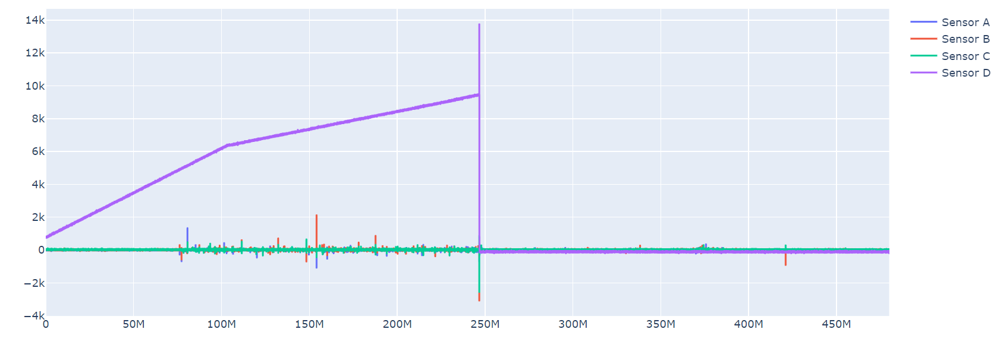 14k
12k
10k
8k
6k
4k
2k
0
−2k
−4k
0 50M 100M 150M 200M 250M 300M 350M 400M 450M
Sensor A
Sensor B
Sensor C
Sensor D